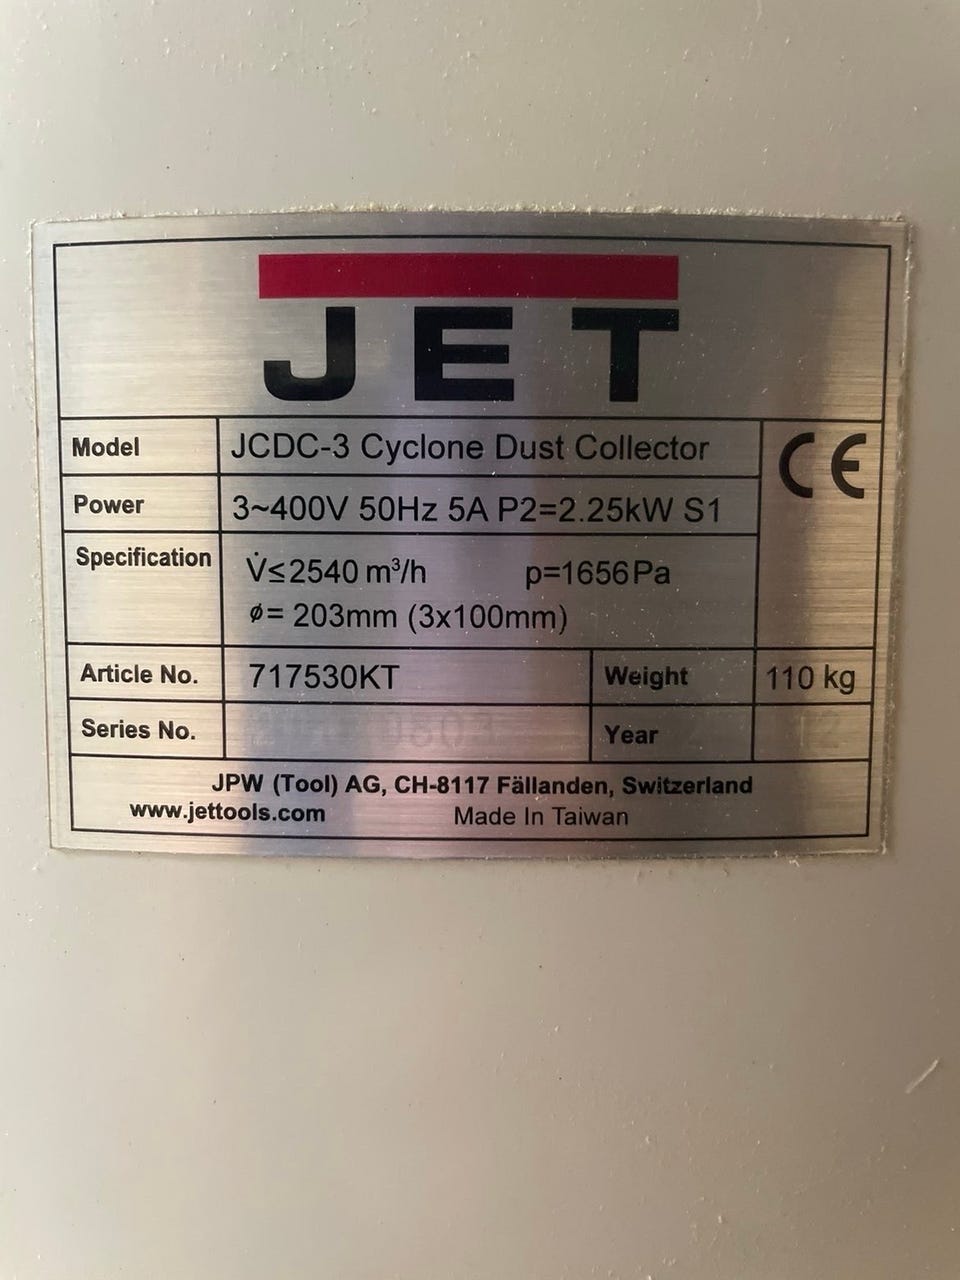 JET
Model JCDC-3 Cyclone Dust Collector CE
Power 3~400V 50Hz 5A P2=2.25kW S1
Specification V̇≤2540 m³/h p=1656Pa
ø= 203mm (3x100mm)
Article No. 717530KT Weight 110 kg
Series No. Year
JPW (Tool) AG, CH-8117 Fällanden, Switzerland
www.jettools.com Made In Taiwan